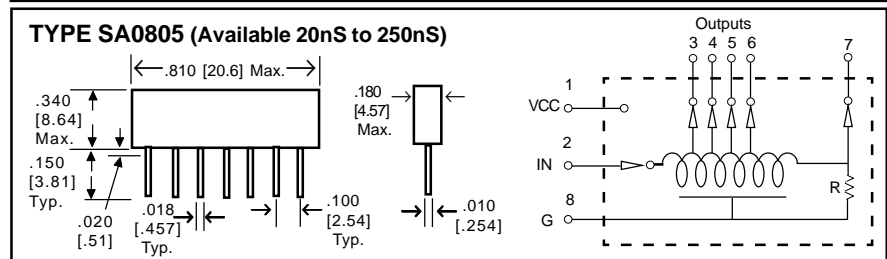 TYPE SA0805 (Available 20nS to 250nS)
.810 [20.6] Max.
.340
[8.64]
Max.
.150
[3.81]
Typ.
.020
[.51]
.018
[.457]
Typ.
.100
[2.54]
Typ.
.180
[4.57]
Max.
.010
[.254]
Outputs
3 4 5 6 7
1
VCC
2
IN
8
G
R